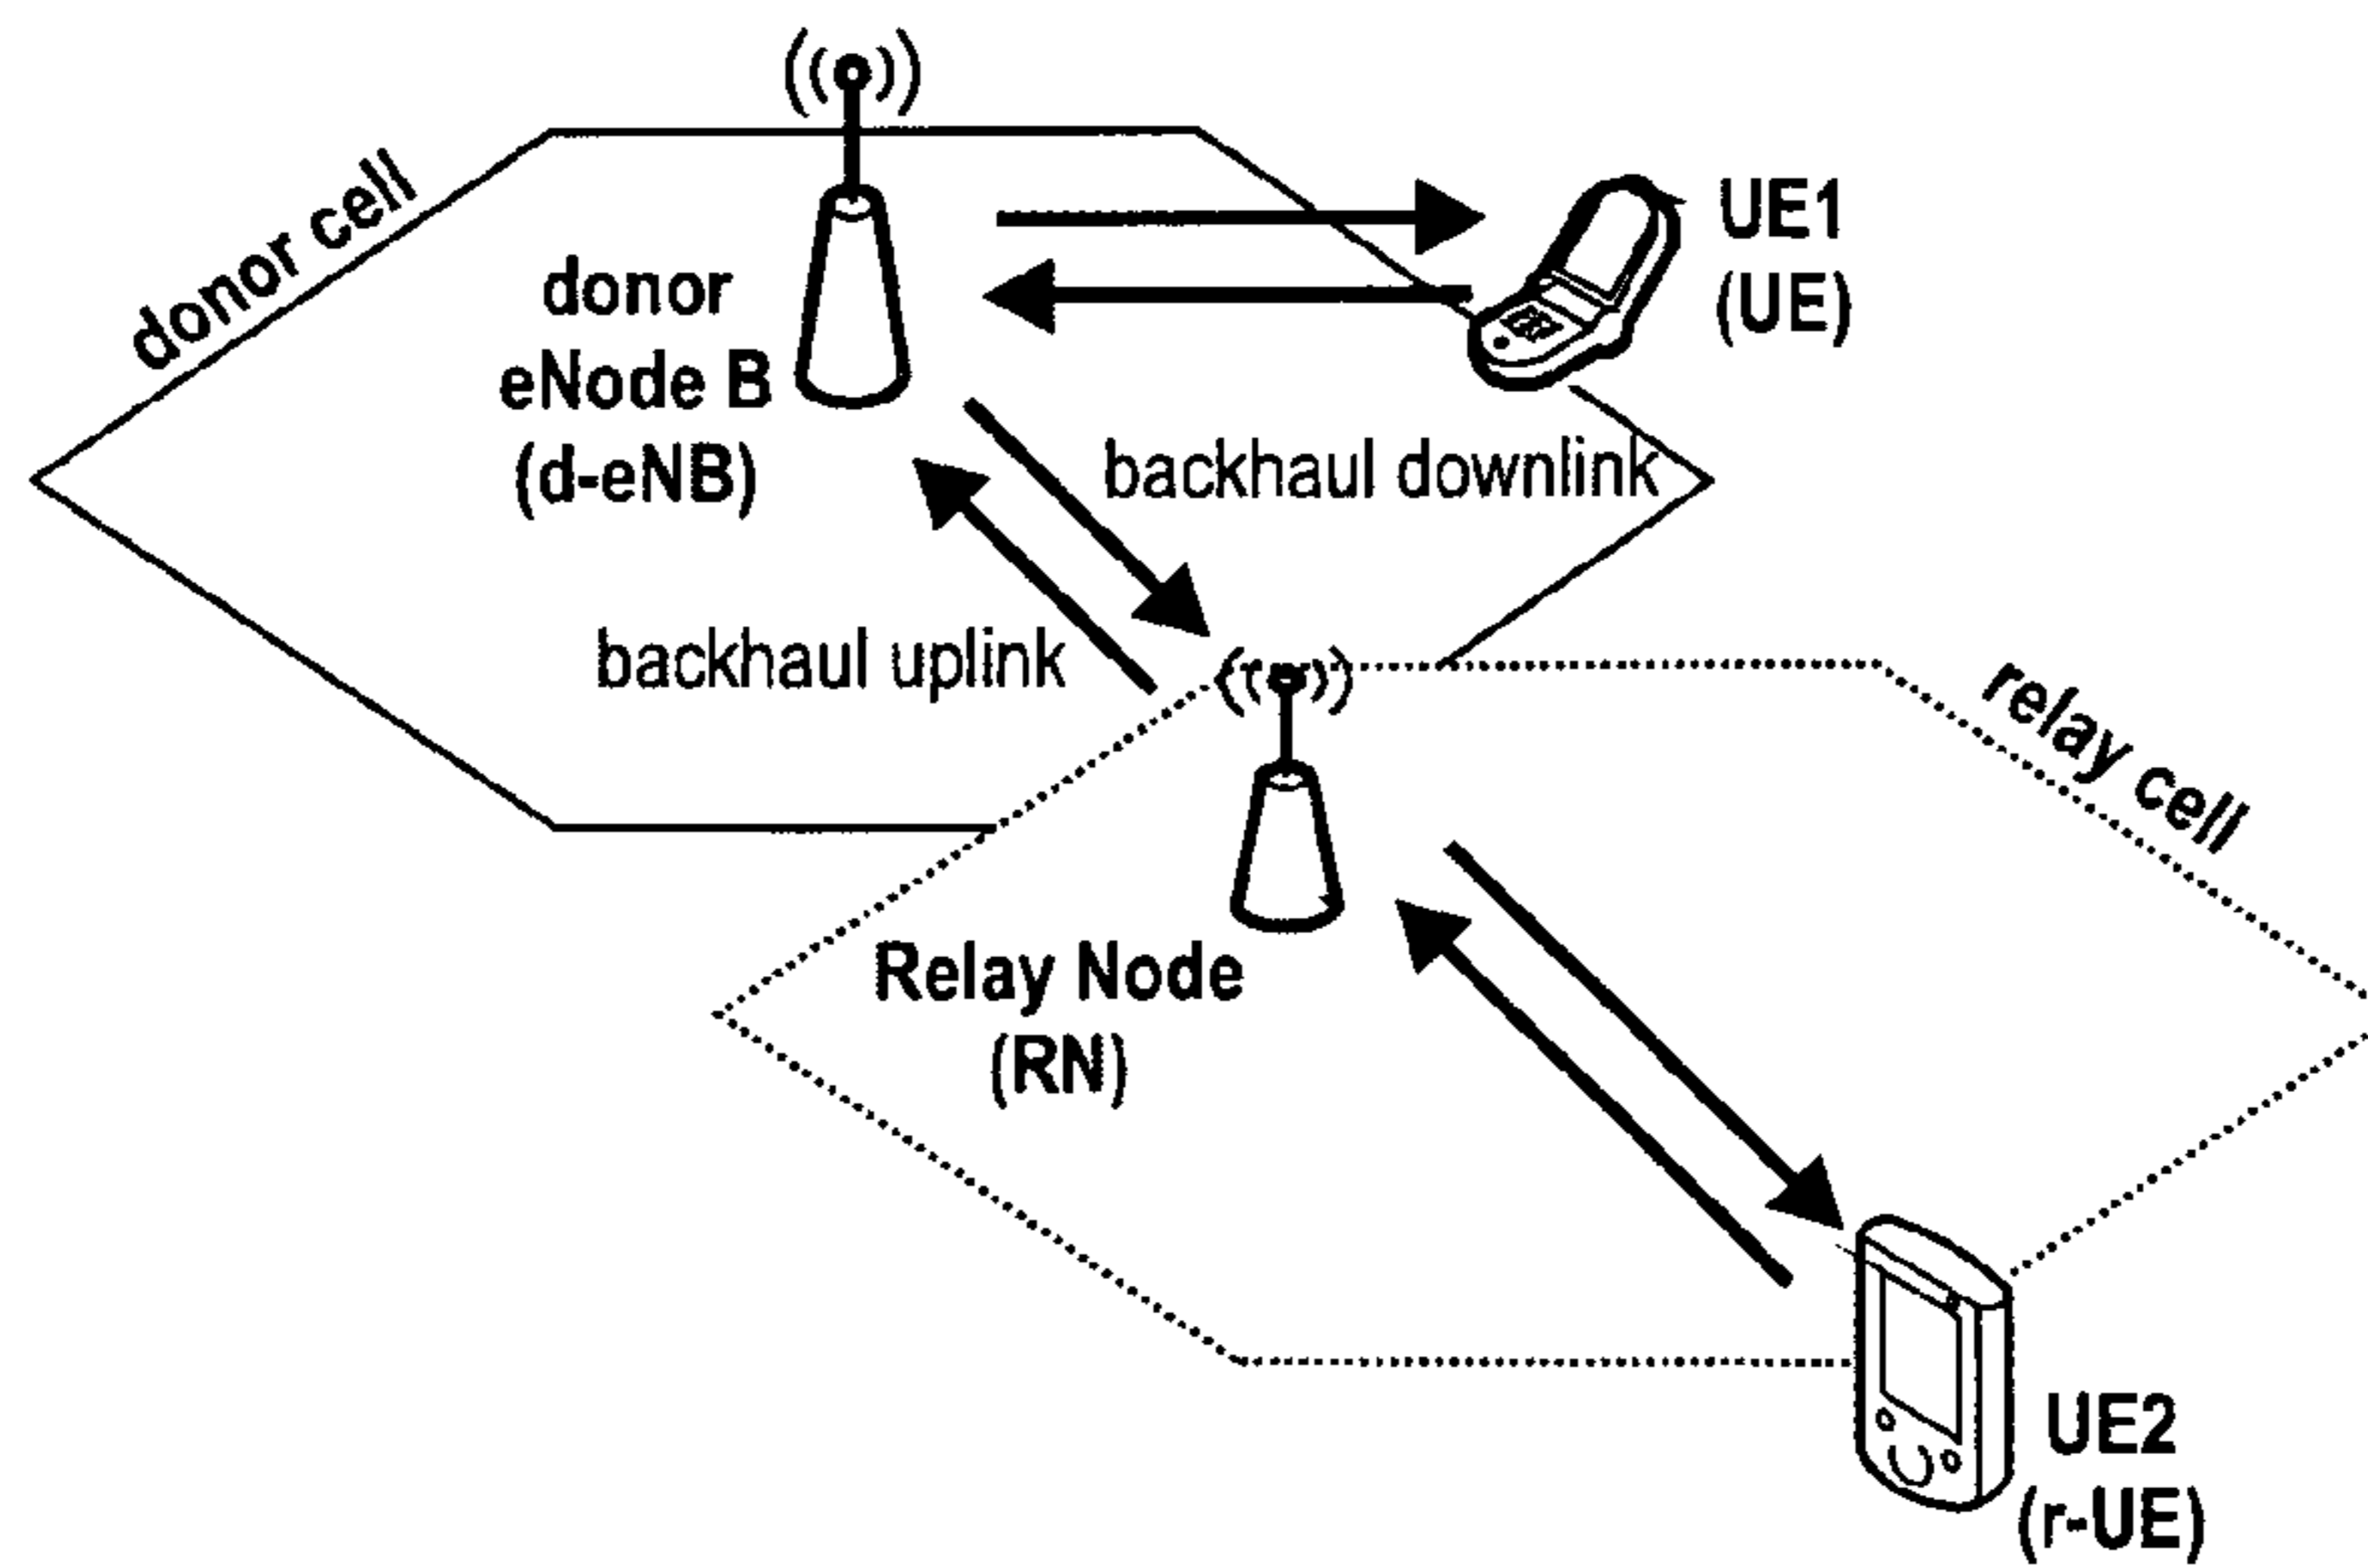 donor cell
UE1
(UE)
donor
eNode B
(d-eNB)
backhaul downlink
backhaul uplink
relay cell
Relay Node
(RN)
UE2
(r-UE)